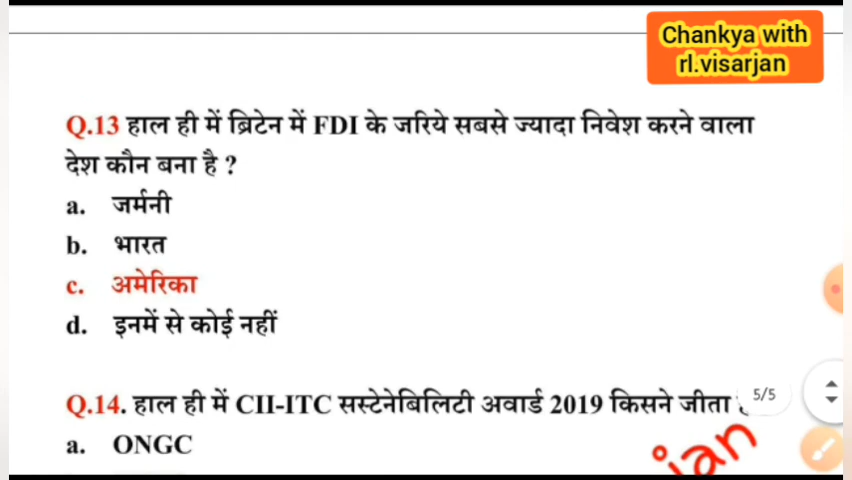 Chankya with
rl.visarjan
Q.13 हाल ही में ब्रिटेन में FDI के जरिये सबसे ज्यादा निवेश करने वाला
देश कौन बना है ?
a. जर्मनी
b. भारत
c. अमेरिका
d. इनमें से कोई नहीं
Q.14. हाल ही में CII-ITC सस्टेनेबिलिटी अवार्ड 2019 किसने जीता
5/5
a. ONGC